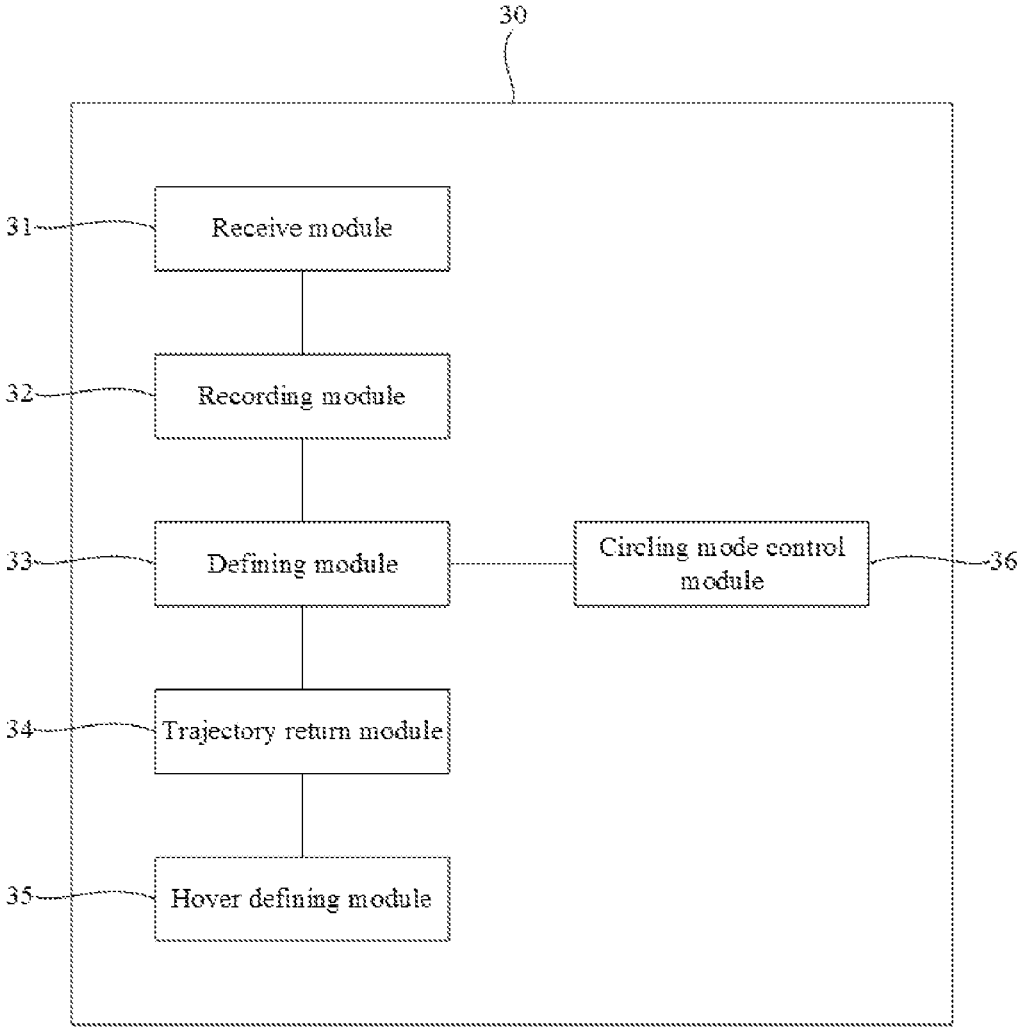 30
31
Receive module
32
Recording module
33
Defining module
Circling mode control
module
36
34
Trajectory return module
35
Hover defining module